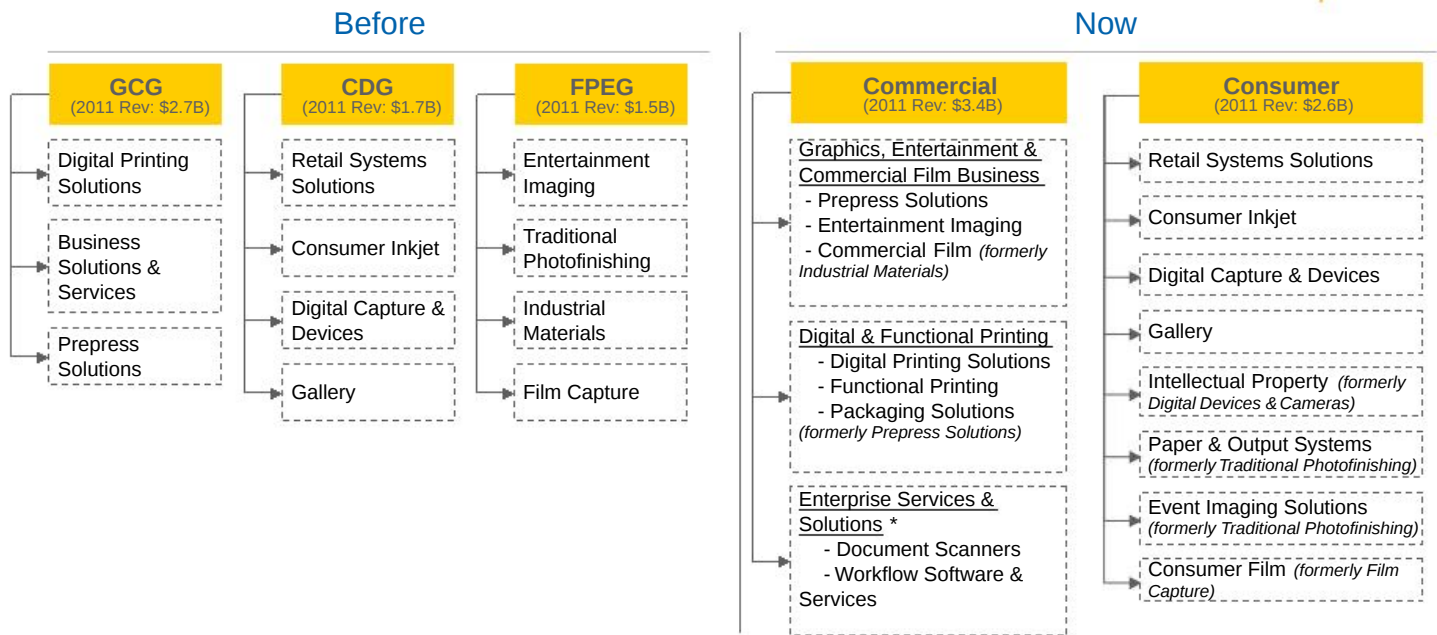 Before
GCG
(2011 Rev: $2.7B)
Digital Printing
Solutions
Business
Solutions &
Services
Prepress
Solutions
CDG
(2011 Rev: $1.7B)
Retail Systems
Solutions
Consumer Inkjet
Digital Capture &
Devices
Gallery
FPEG
(2011 Rev: $1.5B)
Entertainment
Imaging
Traditional
Photofinishing
Industrial
Materials
Film Capture
Now
Commercial
(2011 Rev: $3.4B)
Graphics, Entertainment &
Commercial Film Business
- Prepress Solutions
- Entertainment Imaging
- Commercial Film (formerly
Industrial Materials)
Digital & Functional Printing
- Digital Printing Solutions
- Functional Printing
- Packaging Solutions
(formerly Prepress Solutions)
Enterprise Services &
Solutions *
- Document Scanners
- Workflow Software &
Services
Consumer
(2011 Rev: $2.6B)
Retail Systems Solutions
Consumer Inkjet
Digital Capture & Devices
Gallery
Intellectual Property (formerly
Digital Devices & Cameras)
Paper & Output Systems
(formerly Traditional Photofinishing)
Event Imaging Solutions
(formerly Traditional Photofinishing)
Consumer Film (formerly Film
Capture)